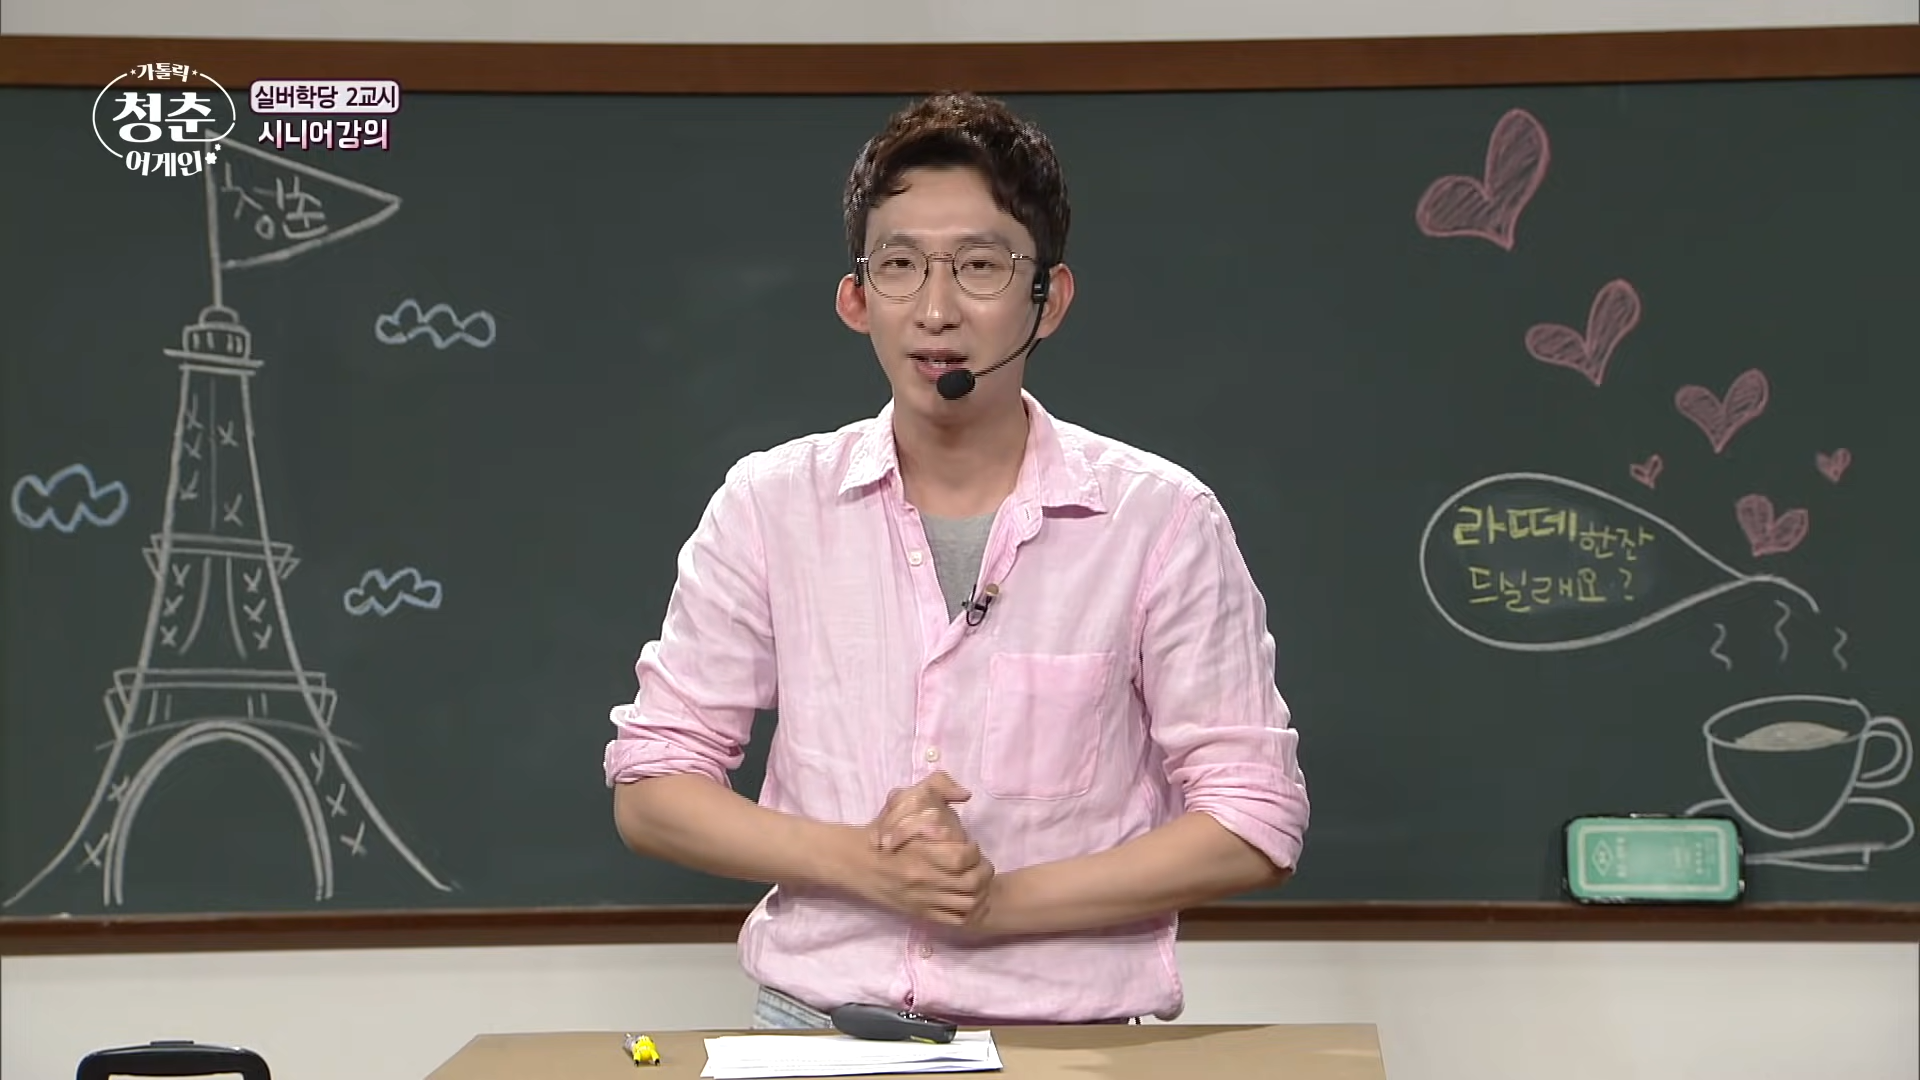 가톨릭
청춘
어게인
실버학당 2교시
시니어강의
청춘
라떼한잔
드실래요?